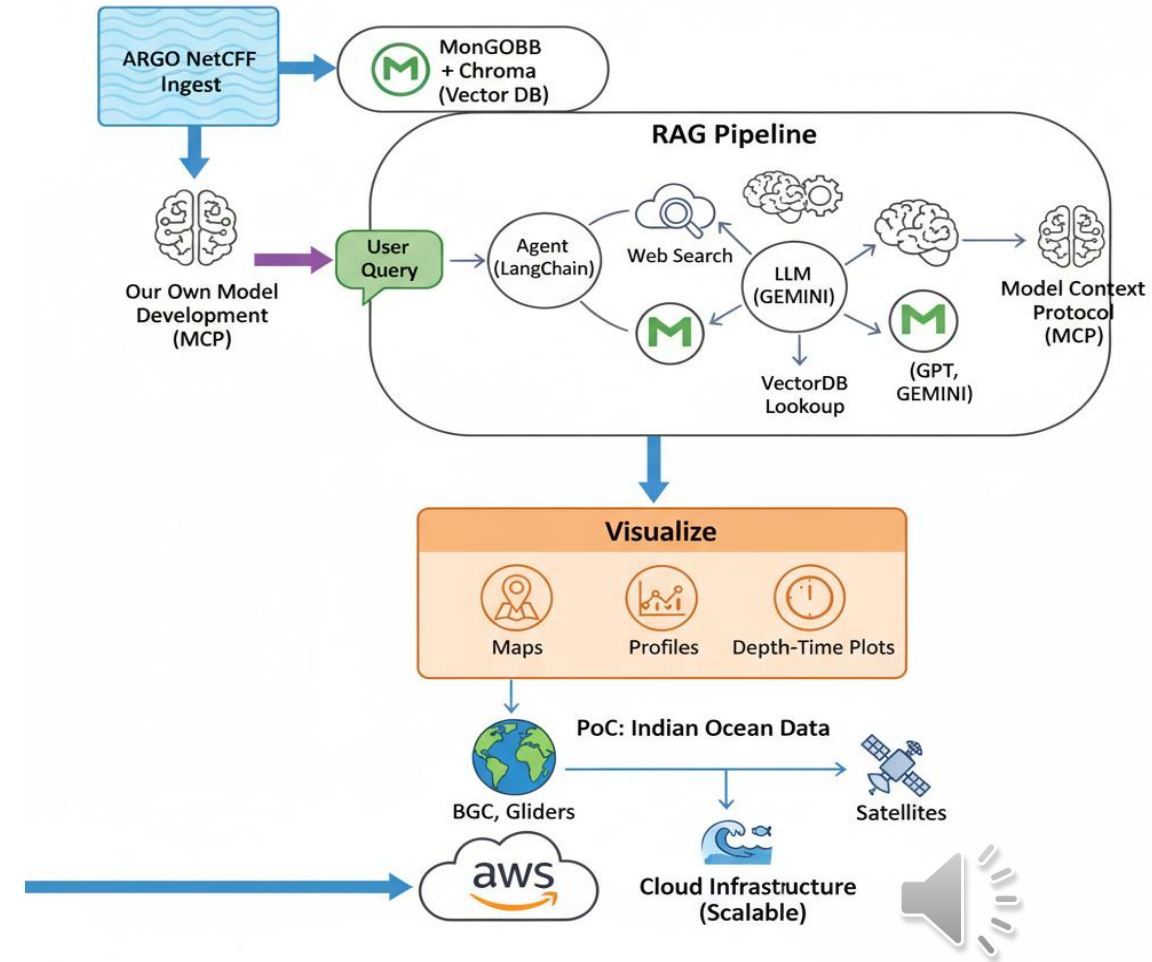 ARGO NetCFF
Ingest
MonGOBB
+ Chroma
(Vector DB)
RAG Pipeline
Our Own Model
Development
(MCP)
User
Query
Agent
(LangChain)
Web Search
LLM
(GEMINI)
VectorDB
Lookoup
(GPT,
GEMINI)
Model Context
Protocol
(MCP)
Visualize
Maps
Profiles
Depth-Time Plots
PoC: Indian Ocean Data
BGC, Gliders
Satellites
aws
Cloud Infrastructure
(Scalable)